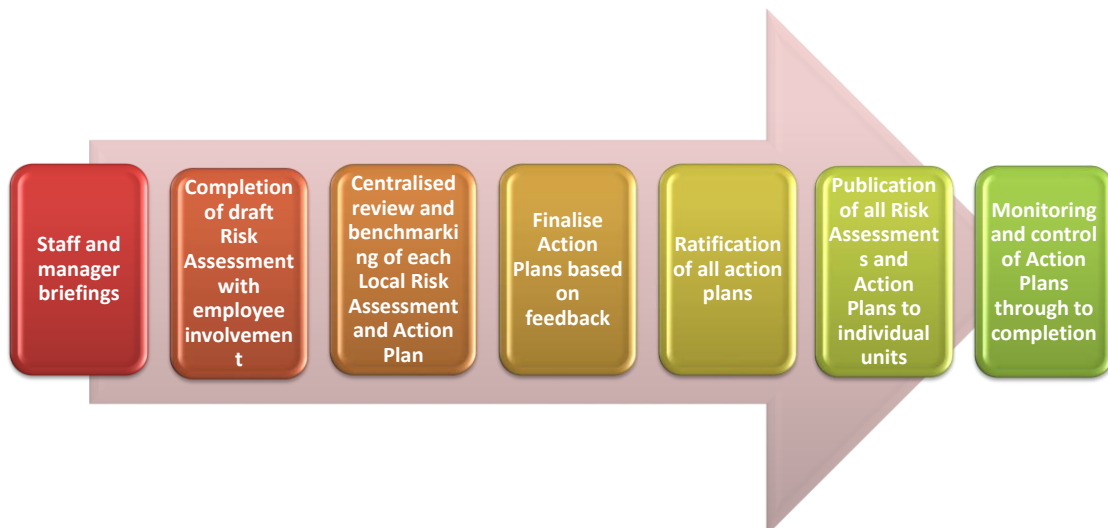 Staff and
manager
briefings
Completion
of draft
Risk
Assessment
with
employee
involvemen
t
Centralised
review and
benchmarki
ng of each
Local Risk
Assessment
and Action
Plan
Finalise
Action
Plans based
on
feedback
Ratification
of all action
plans
Publication
of all Risk
Assessment
s and
Action
Plans to
individual
units
Monitoring
and control
of Action
Plans
through to
completion